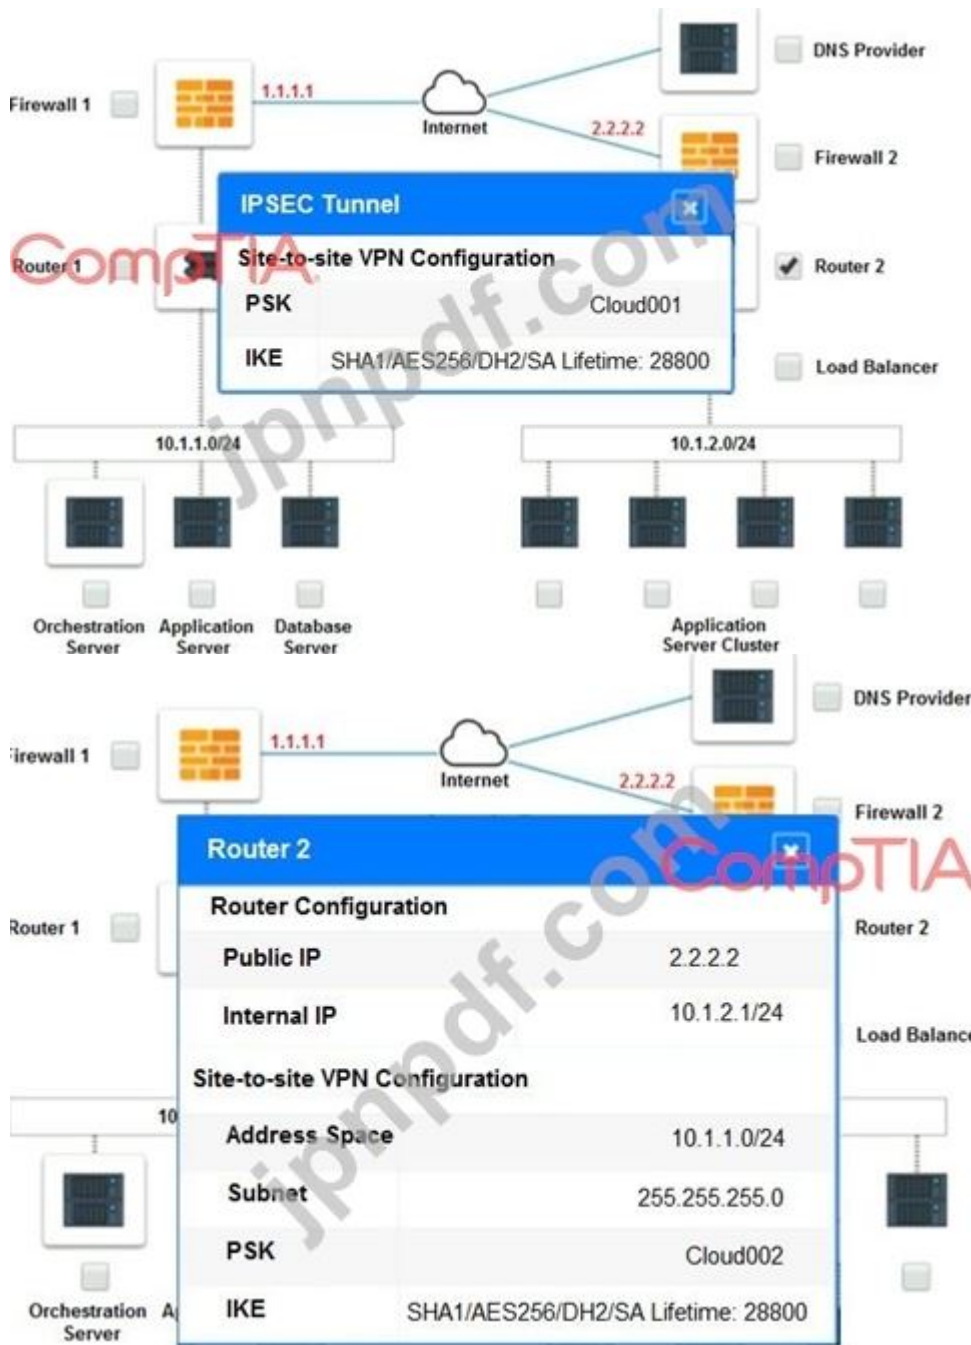 DNS Provider
Firewall 1
1.1.1.1
Internet
2.2.2.2
Firewall 2
IPSEC Tunnel
Site-to-site VPN Configuration
Router 1
CompTIA
Router 2
PSK Cloud001
IKE SHA1/AES256/DH2/SA Lifetime: 28800
Load Balancer
jpnpdf.com
10.1.1.0/24
10.1.2.0/24
Orchestration Server
Application Server
Database Server
Application Server Cluster
DNS Provider
irewall 1
1.1.1.1
Internet
2.2.2.2
Firewall 2
Router 2
CompTIA
Router Configuration
Router 1
Router 2
Public IP 2.2.2.2
Internal IP 10.1.2.1/24
Load Balance
Site-to-site VPN Configuration
10
Address Space 10.1.1.0/24
Subnet 255.255.255.0
PSK Cloud002
IKE SHA1/AES256/DH2/SA Lifetime: 28800
jpnpdf.com
Orchestration Server
A